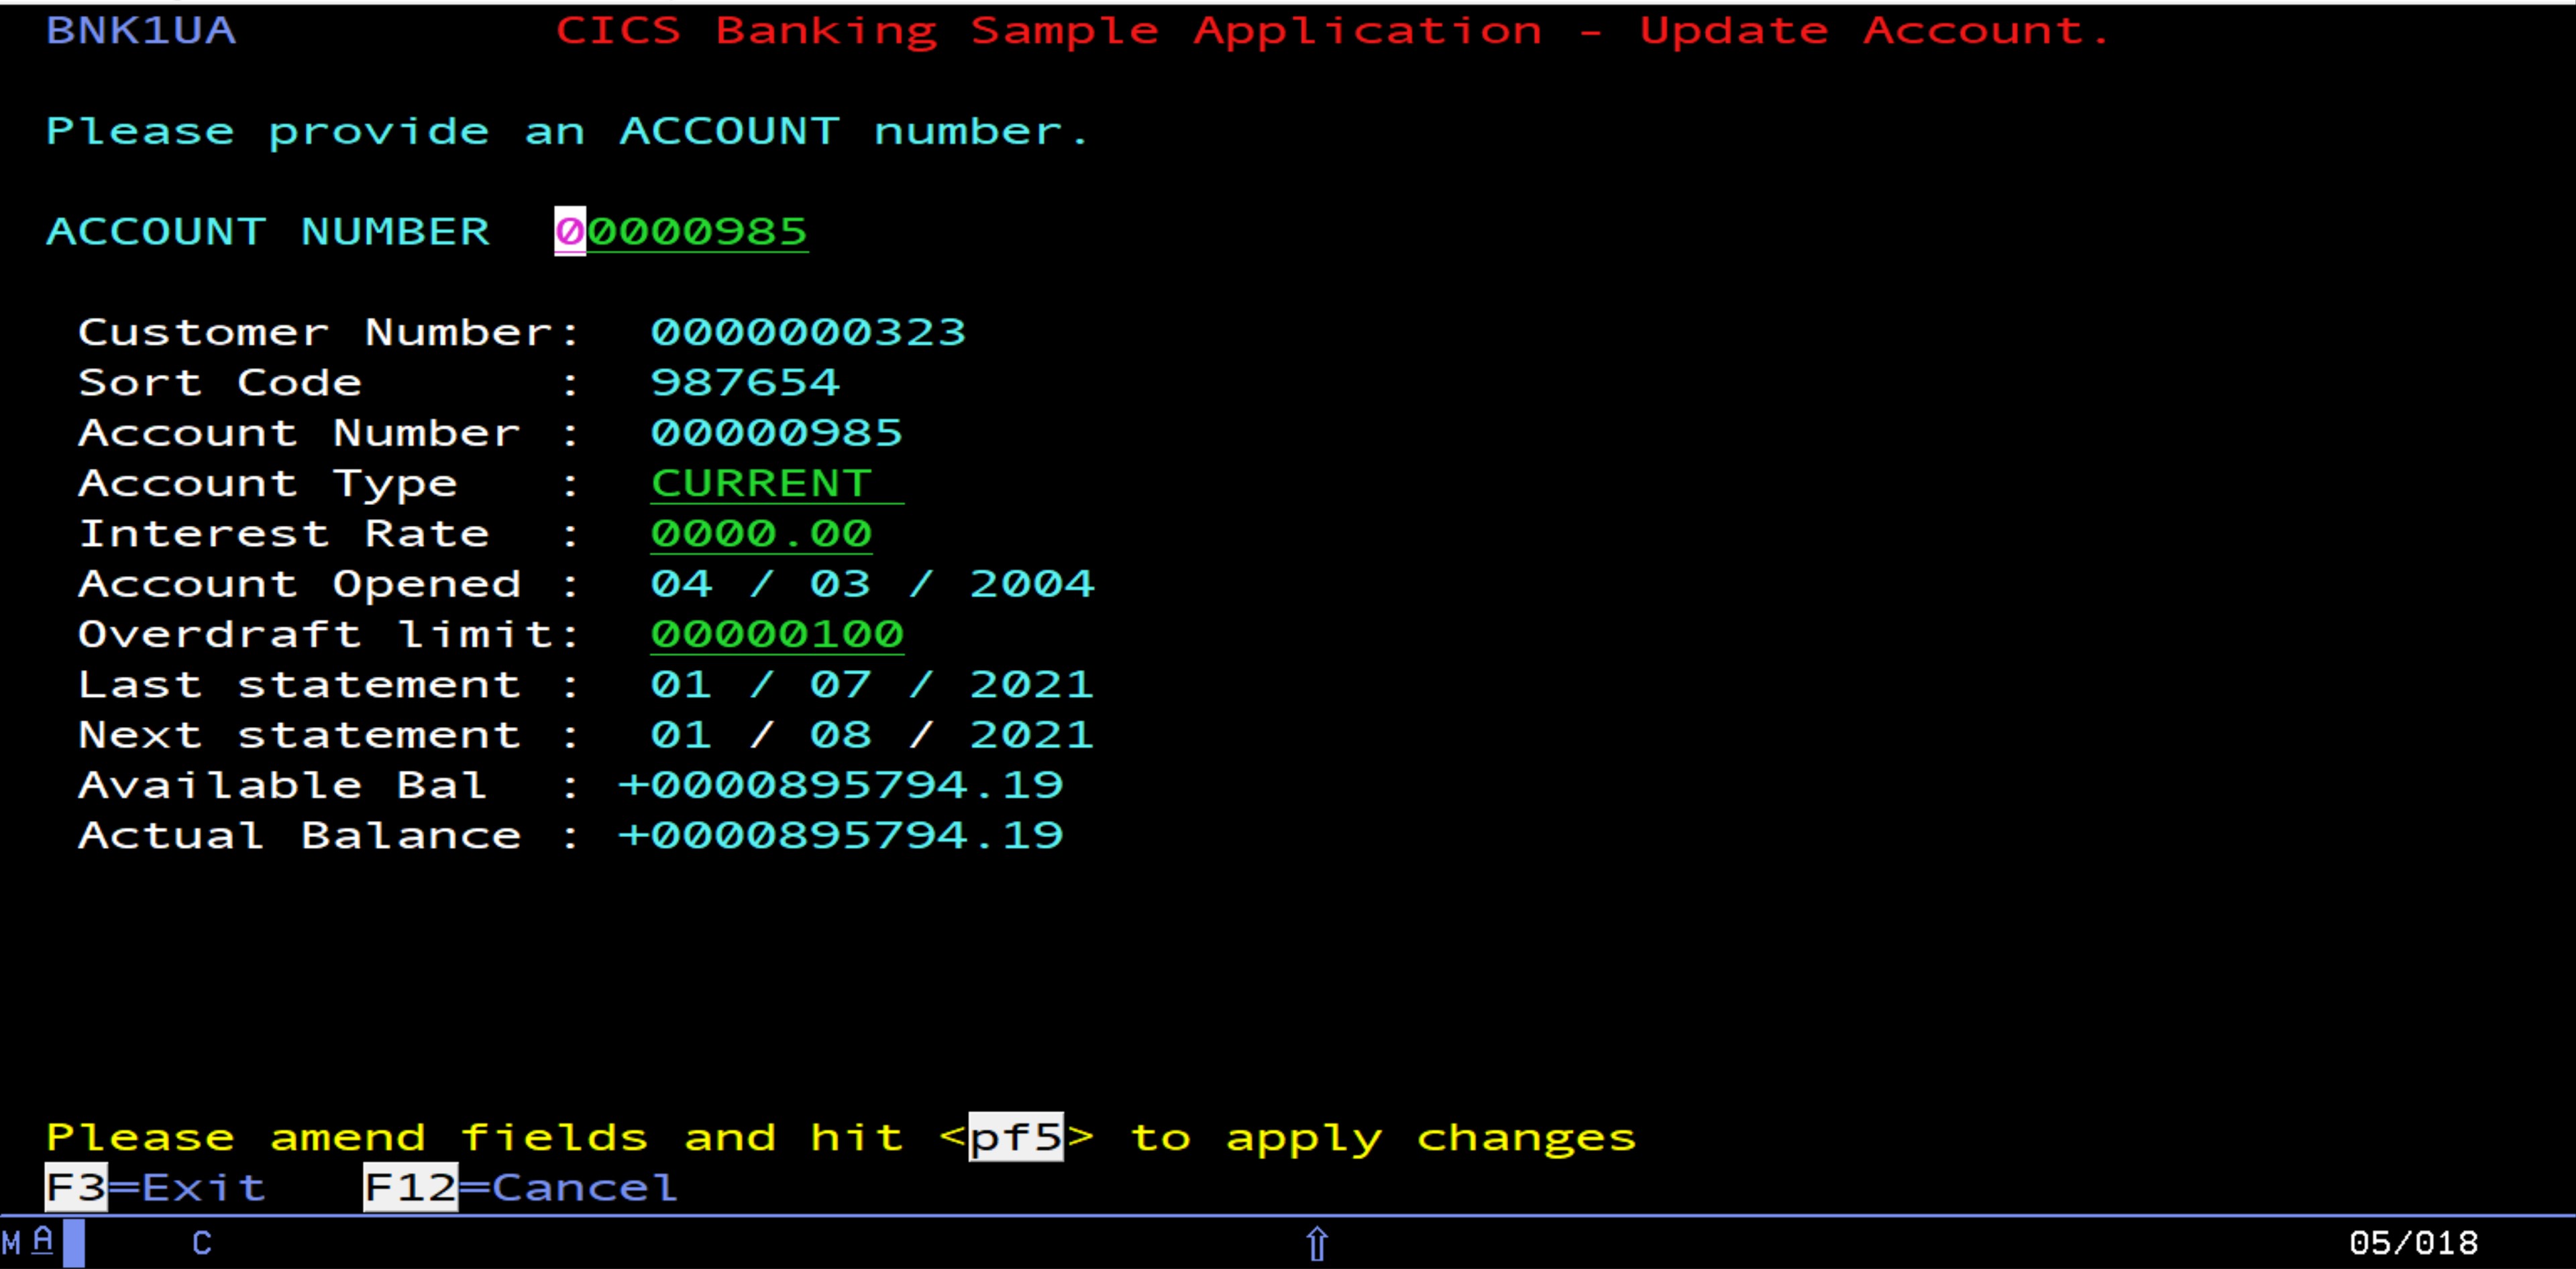 BNK1UA CICS Banking Sample Application - Update Account.
Please provide an ACCOUNT number.
ACCOUNT NUMBER 00000985
Customer Number: 0000000323
Sort Code : 987654
Account Number : 00000985
Account Type : CURRENT
Interest Rate : 0000.00
Account Opened : 04 / 03 / 2004
Overdraft limit: 00000100
Last statement : 01 / 07 / 2021
Next statement : 01 / 08 / 2021
Available Bal : +0000895794.19
Actual Balance : +0000895794.19
Please amend fields and hit <pf5> to apply changes
F3=Exit F12=Cancel
MA C ⇧ 05/018